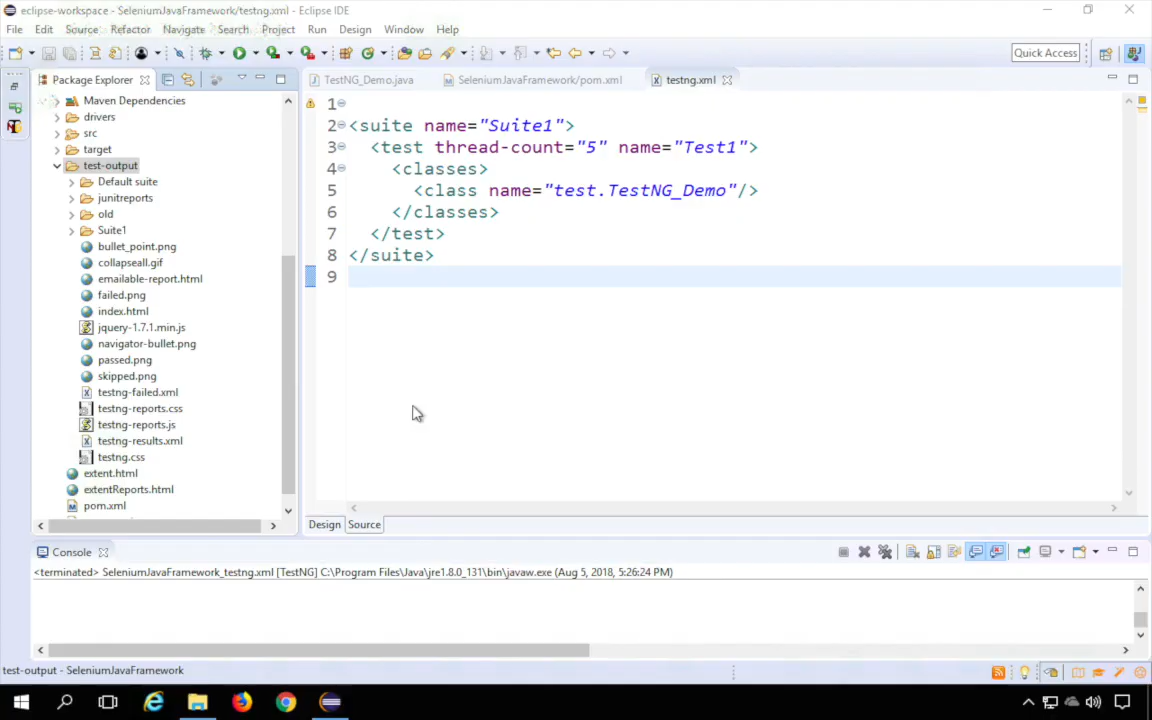 eclipse-workspace - SeleniumJavaFramework/testng.xml - Eclipse IDE
File Edit Source Refactor Navigate Search Project Run Design Window Help
Quick Access
Package Explorer
TestNG_Demo.java
SeleniumJavaFramework/pom.xml
testng.xml
Maven Dependencies
drivers
src
target
test-output
Default suite
junitreports
old
Suite1
bullet_point.png
collapseall.gif
emailable-report.html
failed.png
index.html
jquery-1.7.1.min.js
navigator-bullet.png
passed.png
skipped.png
testng-failed.xml
testng-reports.css
testng-reports.js
testng-results.xml
testng.css
extent.html
extentReports.html
pom.xml
1
2 <suite name="Suite1">
3 <test thread-count="5" name="Test1">
4 <classes>
5 <class name="test.TestNG_Demo"/>
6 </classes>
7 </test>
8 </suite>
9
Design Source
Console
<terminated> SeleniumJavaFramework_testng.xml [TestNG] C:\Program Files\Java\jre1.8.0_131\bin\javaw.exe (Aug 5, 2018, 5:26:24 PM)
test-output - SeleniumJavaFramework